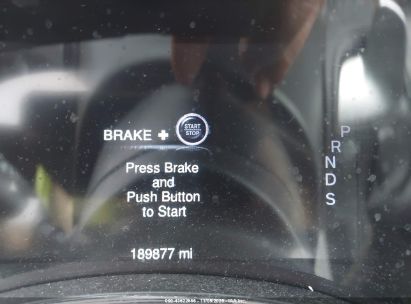 BRAKE + START STOP
Press Brake
and
Push Button
to Start
P
R
N
D
S
189877 mi